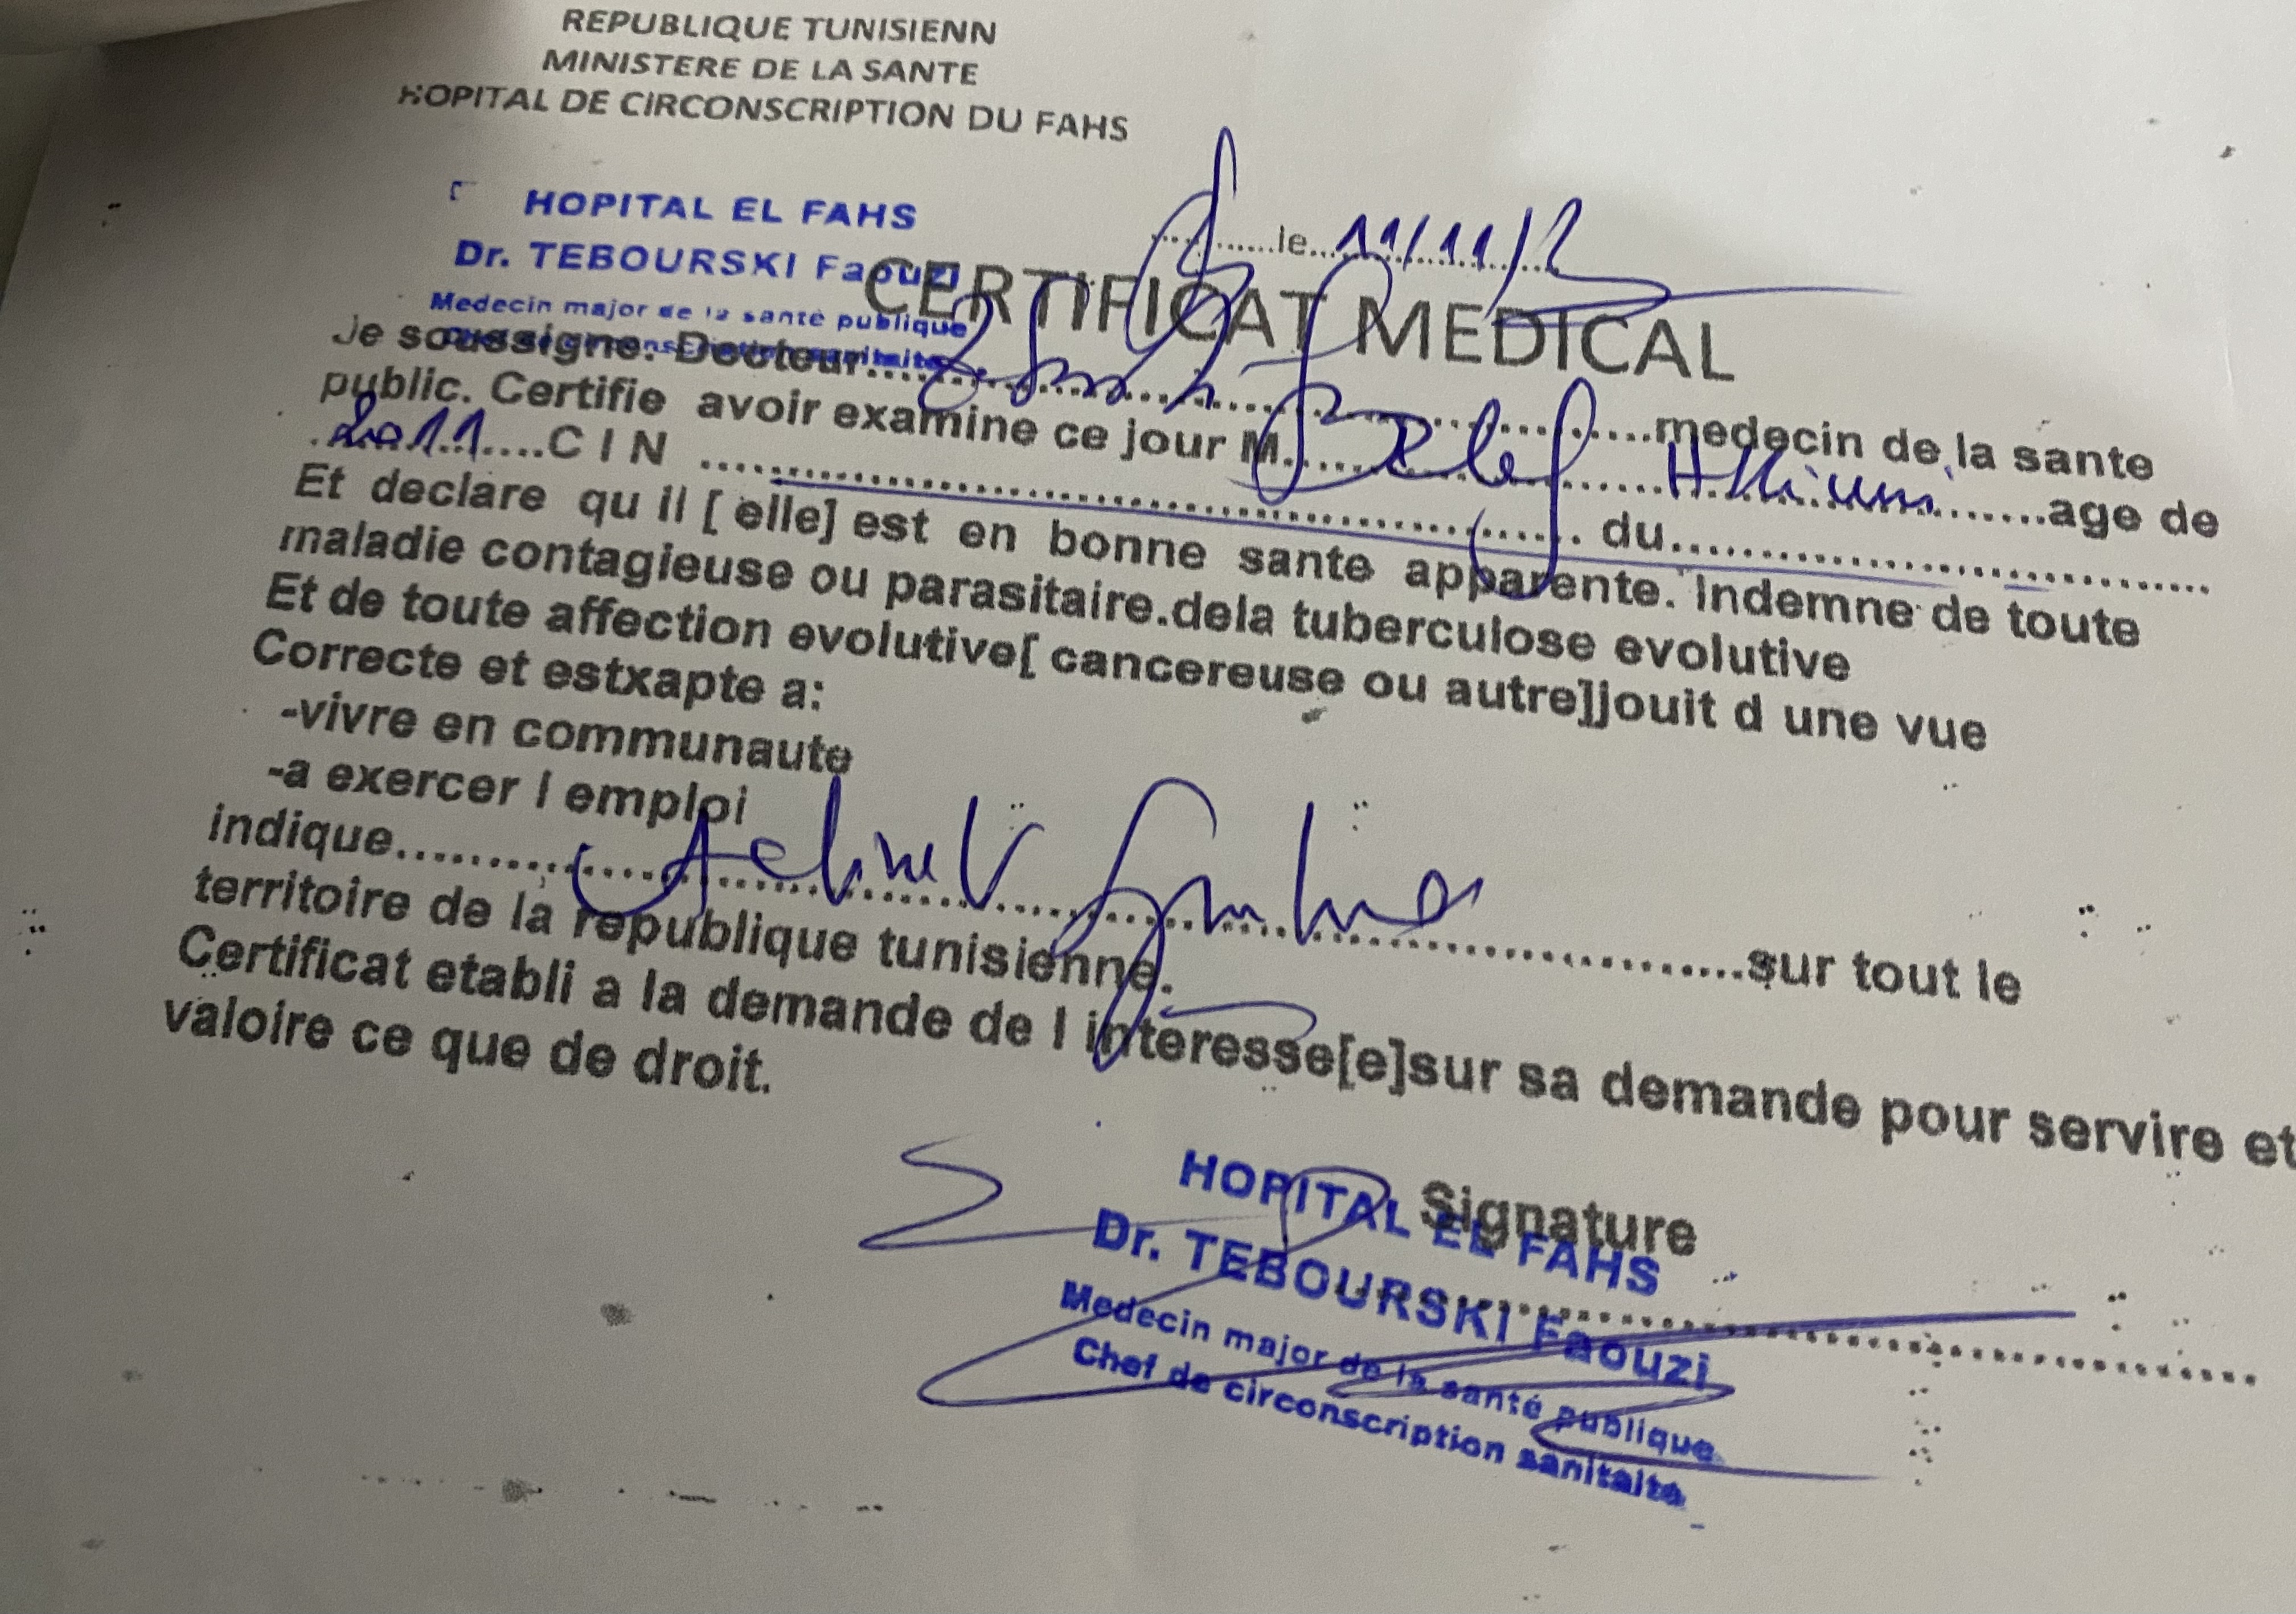 REPUBLIQUE TUNISIENN
MINISTERE DE LA SANTE
HOPITAL DE CIRCONSCRIPTION DU FAHS
HOPITAL EL FAHS
Dr. TEBOURSKI Faouzi
Medecin major de la santé publique
..........le...11/11/
CERTIFICAT MEDICAL
Je soussigne. Docteur....................medecin de la sante
public. Certifie avoir examine ce jour M....................age de
2011......C I N .................... du....................
Et declare qu il [ elle] est en bonne sante apparente. Indemne de toute
maladie contagieuse ou parasitaire.dela tuberculose evolutive
Et de toute affection evolutive[ cancereuse ou autre]jouit d une vue
Correcte et estxapte a:
-vivre en communaute
-a exercer l emploi
indique....................sur tout le
territoire de la republique tunisienne.
Certificat etabli a la demande de l interesse[e]sur sa demande pour servire et
valoire ce que de droit.
Signature
HOPITAL EL FAHS
Dr. TEBOURSKI Faouzi
Medecin major de la santé publique
Chef de circonscription sanitaite